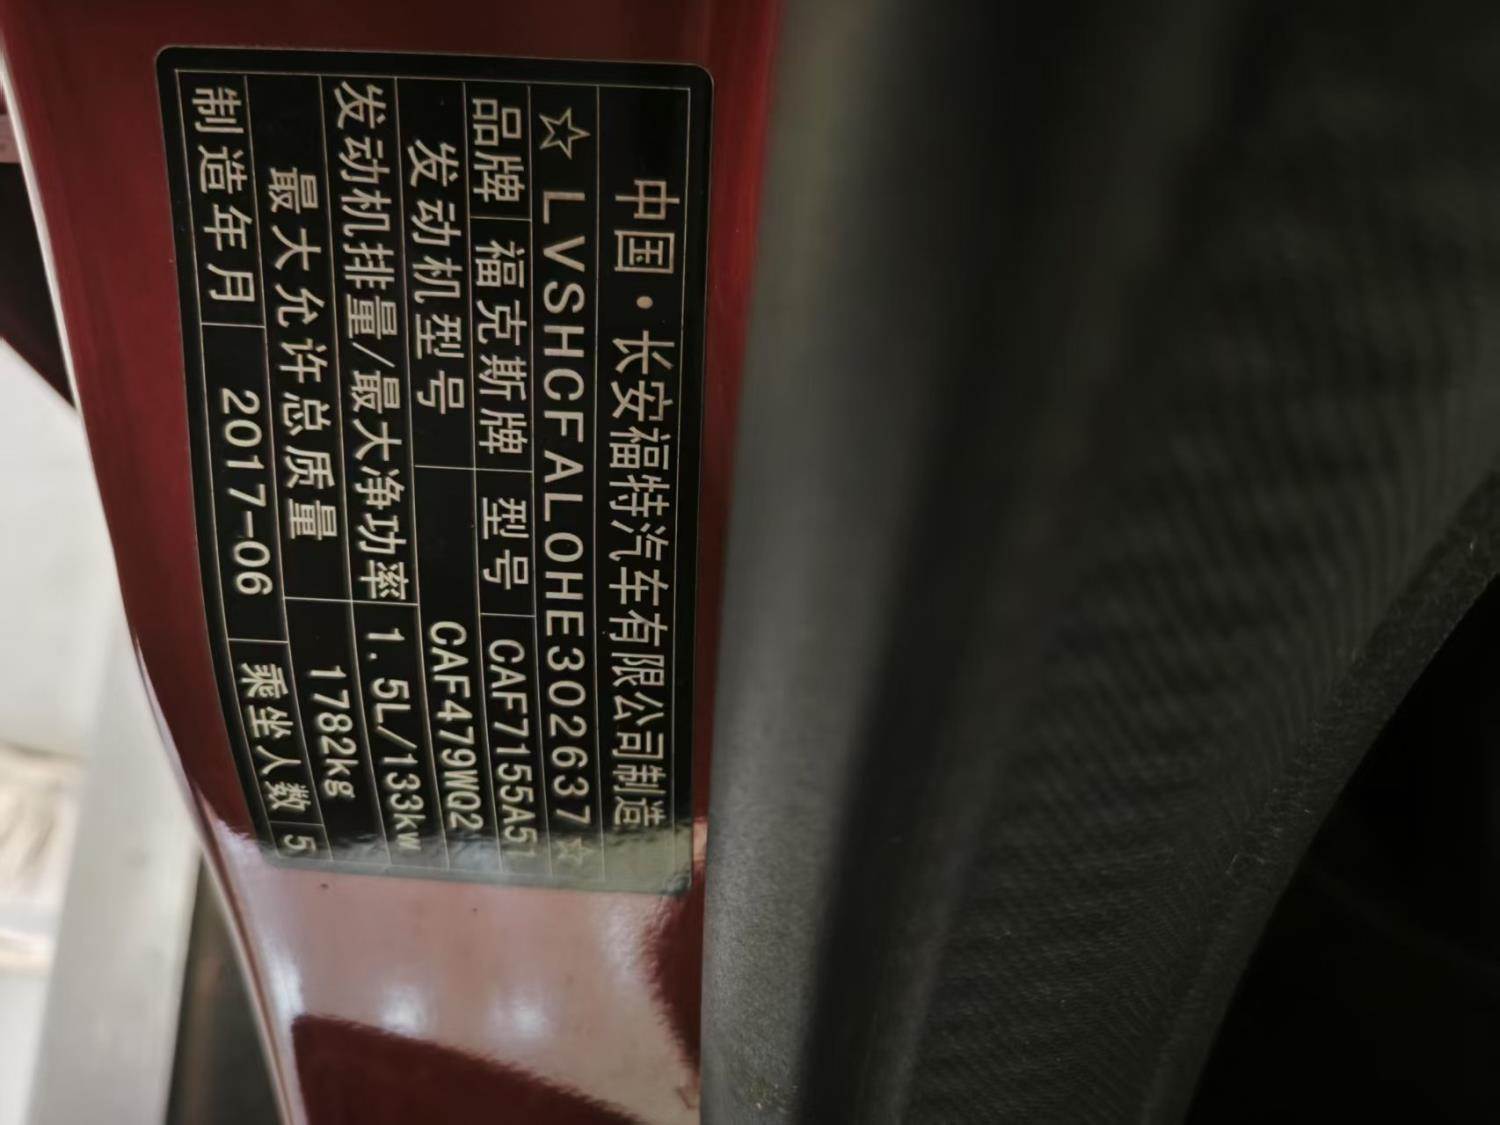 中国·长安福特汽车有限公司制造
☆ LVSHCFAL0HE302637 ☆
品牌 福克斯牌 型号 CAF7155A51
发动机型号 CAF479WQ2
发动机排量/最大净功率 1.5L/133kw
最大允许总质量 1782kg
制造年月 2017-06 乘坐人数 5